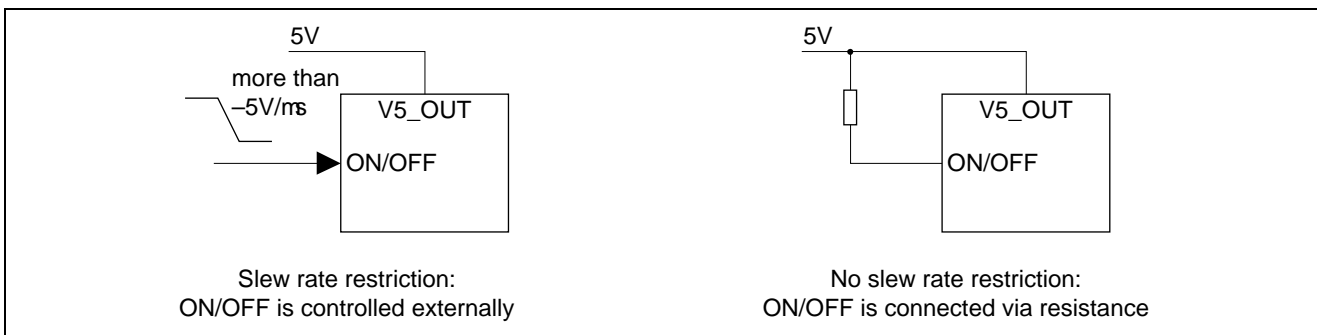 5V
more than
–5V/ms
V5_OUT
ON/OFF
Slew rate restriction:
ON/OFF is controlled externally
5V
V5_OUT
ON/OFF
No slew rate restriction:
ON/OFF is connected via resistance